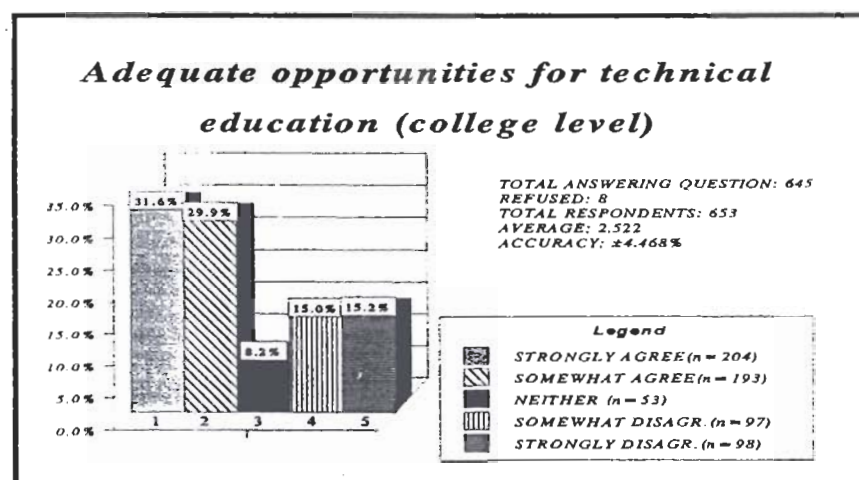 Adequate opportunities for technical
education (college level)
TOTAL ANSWERING QUESTION: 645
REFUSED: 8
TOTAL RESPONDENTS: 653
AVERAGE: 2.522
ACCURACY: ±4.468%
35.0%
30.0%
25.0%
20.0%
15.0%
10.0%
5.0%
0.0%
31.6%
29.9%
8.2%
15.0%
15.2%
1 2 3 4 5
Legend
STRONGLY AGREE(n=204)
SOMEWHAT AGREE(n=193)
NEITHER (n=53)
SOMEWHAT DISAGR.(n=97)
STRONGLY DISAGR.(n=98)